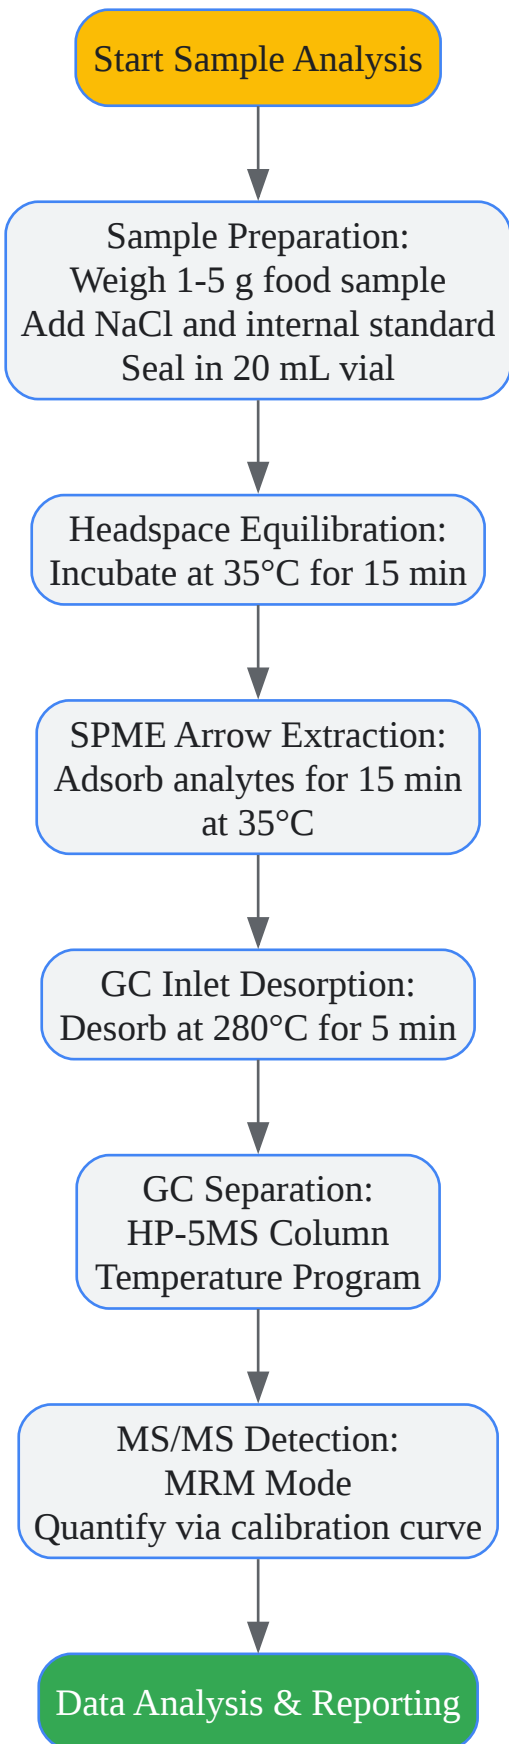 Start Sample Analysis
Sample Preparation:
Weigh 1-5 g food sample
Add NaCl and internal standard
Seal in 20 mL vial
Headspace Equilibration:
Incubate at 35°C for 15 min
SPME Arrow Extraction:
Adsorb analytes for 15 min
at 35°C
GC Inlet Desorption:
Desorb at 280°C for 5 min
GC Separation:
HP-5MS Column
Temperature Program
MS/MS Detection:
MRM Mode
Quantify via calibration curve
Data Analysis & Reporting